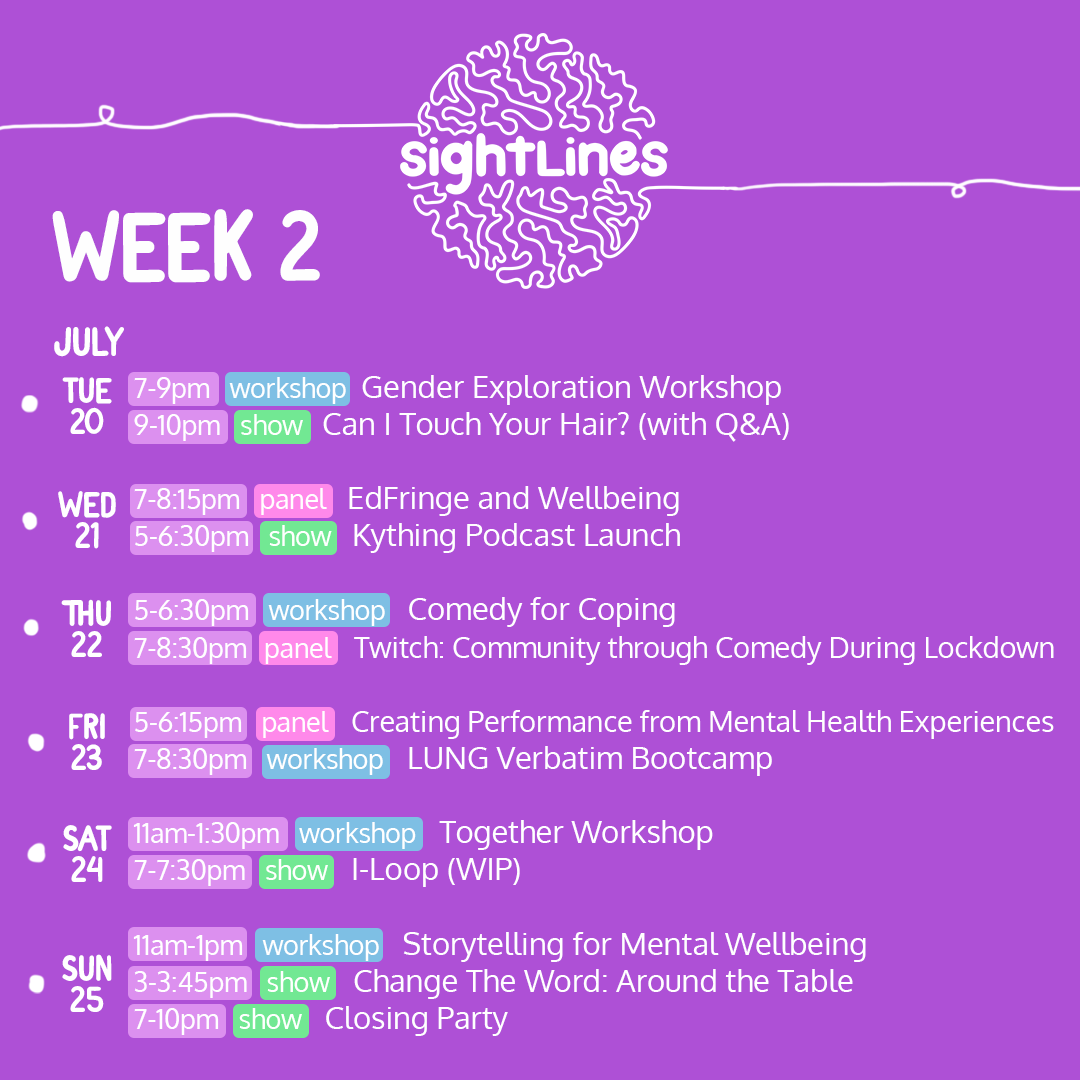 sightLines
WEEK 2
JULY
TUE
20
7-9pm workshop Gender Exploration Workshop
9-10pm show Can I Touch Your Hair? (with Q&A)
WED
21
7-8:15pm panel EdFringe and Wellbeing
5-6:30pm show Kything Podcast Launch
THU
22
5-6:30pm workshop Comedy for Coping
7-8:30pm panel Twitch: Community through Comedy During Lockdown
FRI
23
5-6:15pm panel Creating Performance from Mental Health Experiences
7-8:30pm workshop LUNG Verbatim Bootcamp
SAT
24
11am-1:30pm workshop Together Workshop
7-7:30pm show I-Loop (WIP)
SUN
25
11am-1pm workshop Storytelling for Mental Wellbeing
3-3:45pm show Change The Word: Around the Table
7-10pm show Closing Party